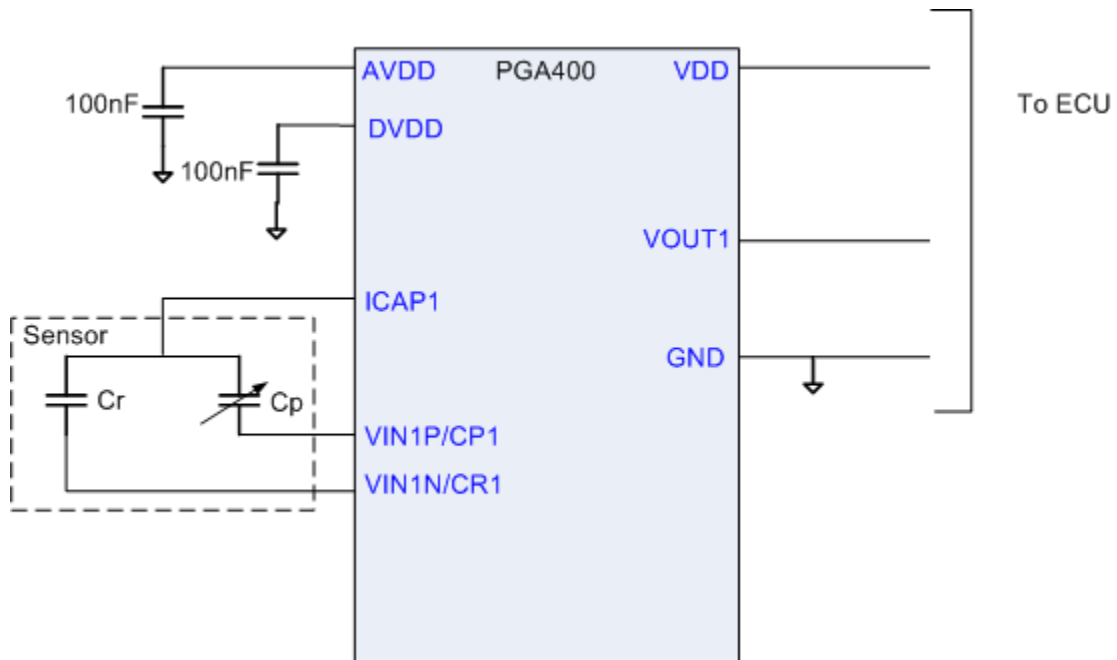 AVDD
PGA400
VDD
100nF
To ECU
DVDD
100nF
VOUT1
ICAP1
Sensor
GND
Cr
Cp
VIN1P/CP1
VIN1N/CR1